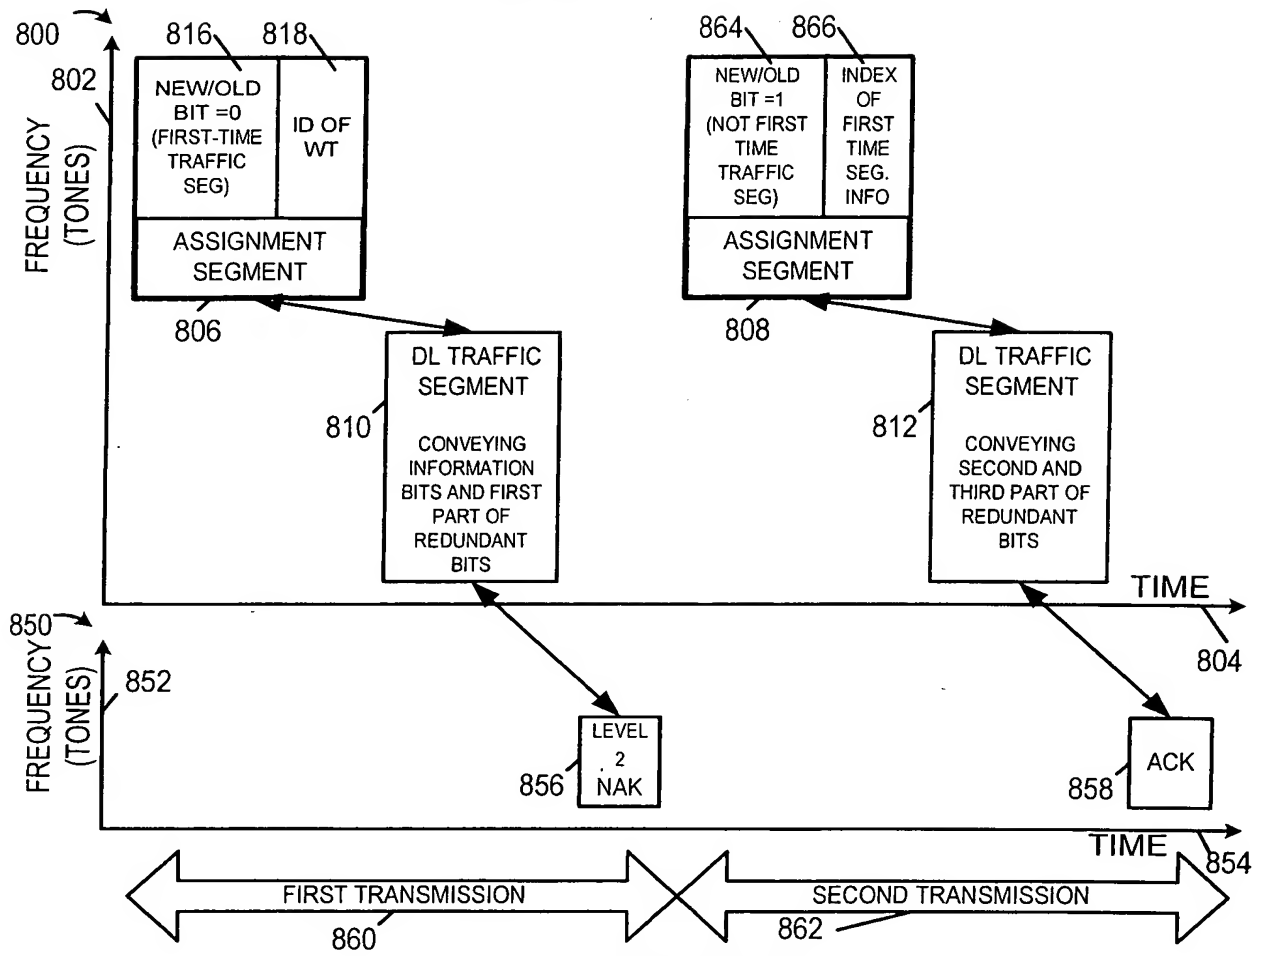 800
802
FREQUENCY
(TONES)
816
818
NEW/OLD
BIT =0
(FIRST-TIME
TRAFFIC
SEG)
ID OF
WT
ASSIGNMENT
SEGMENT
806
864
866
NEW/OLD
BIT =1
(NOT FIRST
TIME
TRAFFIC
SEG)
INDEX
OF
FIRST
TIME
SEG.
INFO
ASSIGNMENT
SEGMENT
808
DL TRAFFIC
SEGMENT
CONVEYING
INFORMATION
BITS AND FIRST
PART OF
REDUNDANT
BITS
810
DL TRAFFIC
SEGMENT
CONVEYING
SECOND AND
THIRD PART OF
REDUNDANT
BITS
812
TIME
804
850
852
FREQUENCY
(TONES)
LEVEL
2
NAK
856
ACK
858
TIME
854
FIRST TRANSMISSION
860
SECOND TRANSMISSION
862